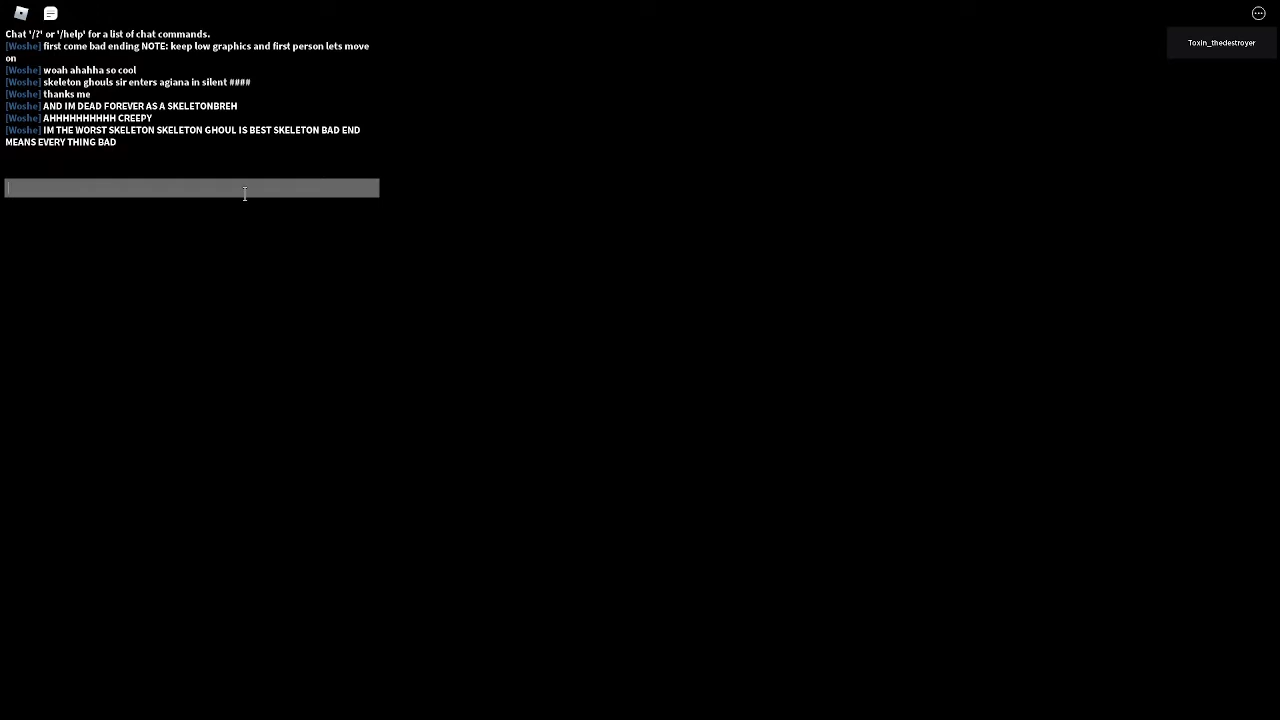 Chat '/?' or '/help' for a list of chat commands.
Toxin_thedestroyer
[Woshe] first come bad ending NOTE: keep low graphics and first person lets move
on
[Woshe] woah ahahha so cool
[Woshe] skeleton ghouls sir enters agiana in silent ####
[Woshe] thanks me
[Woshe] AND IM DEAD FOREVER AS A SKELETONBREH
[Woshe] AHHHHHHHHHH CREEPY
[Woshe] IM THE WORST SKELETON SKELETON GHOUL IS BEST SKELETON BAD END
MEANS EVERY THING BAD